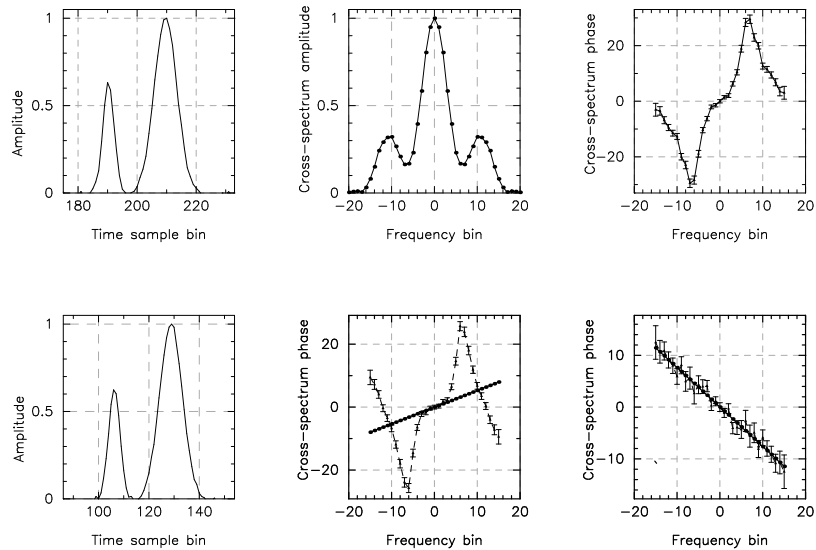 1
0.5
0
180 200 220
Amplitude
Time sample bin
1
0.5
0
−20 −10 0 10 20
Cross−spectrum amplitude
Frequency bin
20
0
−20
−20 −10 0 10 20
Cross−spectrum phase
Frequency bin
1
0.5
0
100 120 140
Amplitude
Time sample bin
20
0
−20
−20 −10 0 10 20
Cross−spectrum phase
Frequency bin
10
0
−10
−20 −10 0 10 20
Cross−spectrum phase
Frequency bin